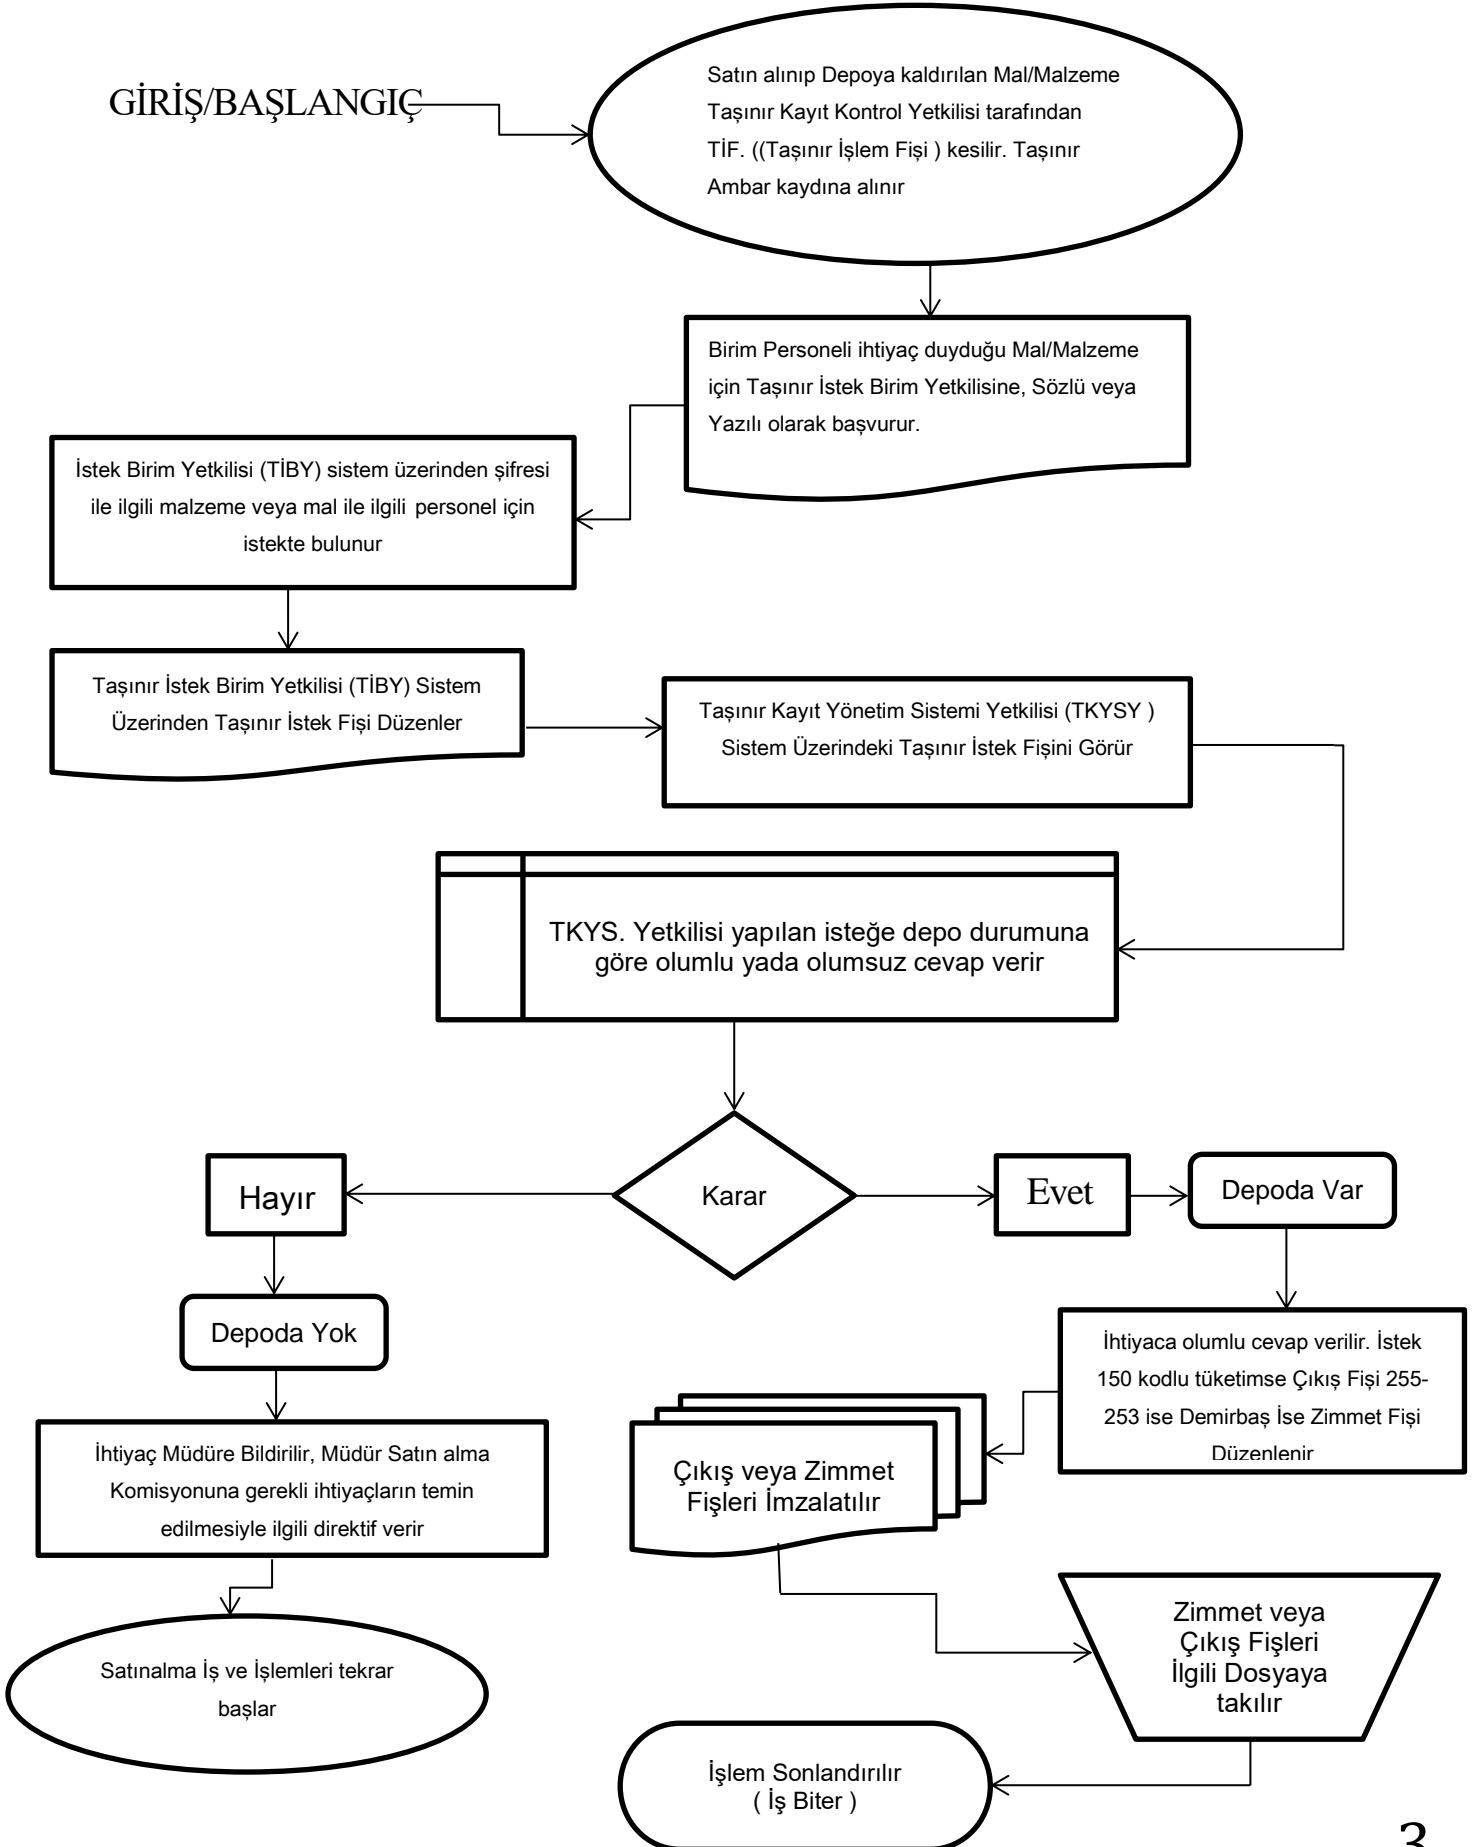 GİRİŞ/BAŞLANGIÇ
Satın alınıp Depoya kaldırılan Mal/Malzeme
Taşınır Kayıt Kontrol Yetkilisi tarafından
TİF. ((Taşınır İşlem Fişi ) kesilir. Taşınır
Ambar kaydına alınır
Birim Personeli ihtiyaç duyduğu Mal/Malzeme
için Taşınır İstek Birim Yetkilisine, Sözlü veya
Yazılı olarak başvurur.
İstek Birim Yetkilisi (TİBY) sistem üzerinden şifresi
ile ilgili malzeme veya mal ile ilgili personel için
istekte bulunur
Taşınır İstek Birim Yetkilisi (TİBY) Sistem
Üzerinden Taşınır İstek Fişi Düzenler
Taşınır Kayıt Yönetim Sistemi Yetkilisi (TKYSY )
Sistem Üzerindeki Taşınır İstek Fişini Görür
TKYS. Yetkilisi yapılan isteğe depo durumuna
göre olumlu yada olumsuz cevap verir
Karar
Hayır
Evet
Depoda Var
Depoda Yok
İhtiyaca olumlu cevap verilir. İstek
150 kodlu tüketimse Çıkış Fişi 255-
253 ise Demirbaş İse Zimmet Fişi
Düzenlenir
İhtiyaç Müdüre Bildirilir, Müdür Satın alma
Komisyonuna gerekli ihtiyaçların temin
edilmesiyle ilgili direktif verir
Çıkış veya Zimmet
Fişleri İmzalatılır
Satınalma İş ve İşlemleri tekrar
başlar
Zimmet veya
Çıkış Fişleri
İlgili Dosyaya
takılır
İşlem Sonlandırılır
( İş Biter )
3